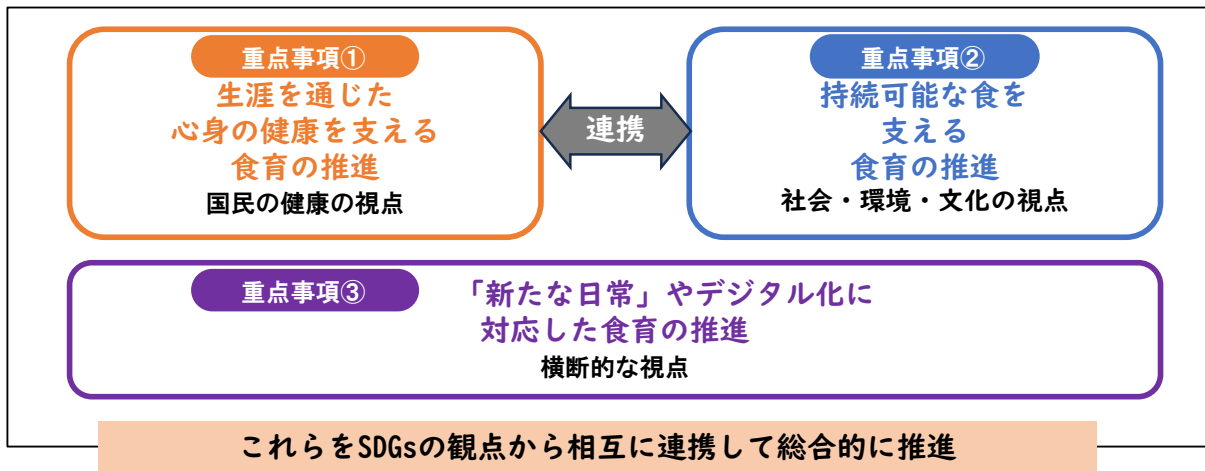 重点事項①
生涯を通じた
心身の健康を支える
食育の推進
国民の健康の視点
連携
重点事項②
持続可能な食を
支える
食育の推進
社会・環境・文化の視点
重点事項③
「新たな日常」やデジタル化に
対応した食育の推進
横断的な視点
これらをSDGsの観点から相互に連携して総合的に推進